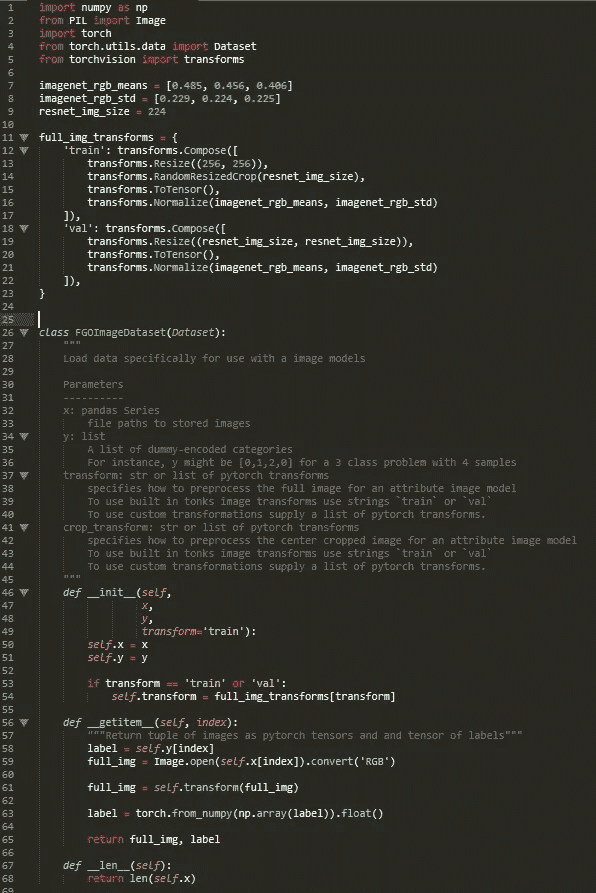 1 import numpy as np
2 from PIL import Image
3 import torch
4 from torch.utils.data import Dataset
5 from torchvision import transforms
6
7 imagenet_rgb_means = [0.485, 0.456, 0.406]
8 imagenet_rgb_std = [0.229, 0.224, 0.225]
9 resnet_img_size = 224
10
11 full_img_transforms = {
12     'train': transforms.Compose([
13         transforms.Resize((256, 256)),
14         transforms.RandomResizedCrop(resnet_img_size),
15         transforms.ToTensor(),
16         transforms.Normalize(imagenet_rgb_means, imagenet_rgb_std)
17     ]),
18     'val': transforms.Compose([
19         transforms.Resize((resnet_img_size, resnet_img_size)),
20         transforms.ToTensor(),
21         transforms.Normalize(imagenet_rgb_means, imagenet_rgb_std)
22     ]),
23 }
24
25
26 class FGOImageDataset(Dataset):
27     """
28     Load data specifically for use with a image models
29
30     Parameters
31     ----------
32     x: pandas Series
33         file paths to stored images
34     y: list
35         A list of dummy-encoded categories
36         For instance, y might be [0,1,2,0] for a 3 class problem with 4 samples
37     transform: str or list of pytorch transforms
38         specifies how to preprocess the full image for an attribute image model
39         To use built in tonks image transforms use strings `train` or `val`
40         To use custom transformations supply a list of pytorch transforms.
41     crop_transform: str or list of pytorch transforms
42         specifies how to preprocess the center cropped image for an attribute image model
43         To use built in tonks image transforms use strings `train` or `val`
44         To use custom transformations supply a list of pytorch transforms.
45     """
46     def __init__(self,
47                  x,
48                  y,
49                  transform='train'):
50         self.x = x
51         self.y = y
52
53         if transform == 'train' or 'val':
54             self.transform = full_img_transforms[transform]
55
56     def __getitem__(self, index):
57         """Return tuple of images as pytorch tensors and and tensor of labels"""
58         label = self.y[index]
59         full_img = Image.open(self.x[index]).convert('RGB')
60
61         full_img = self.transform(full_img)
62
63         label = torch.from_numpy(np.array(label)).float()
64
65         return full_img, label
66
67     def __len__(self):
68         return len(self.x)
69